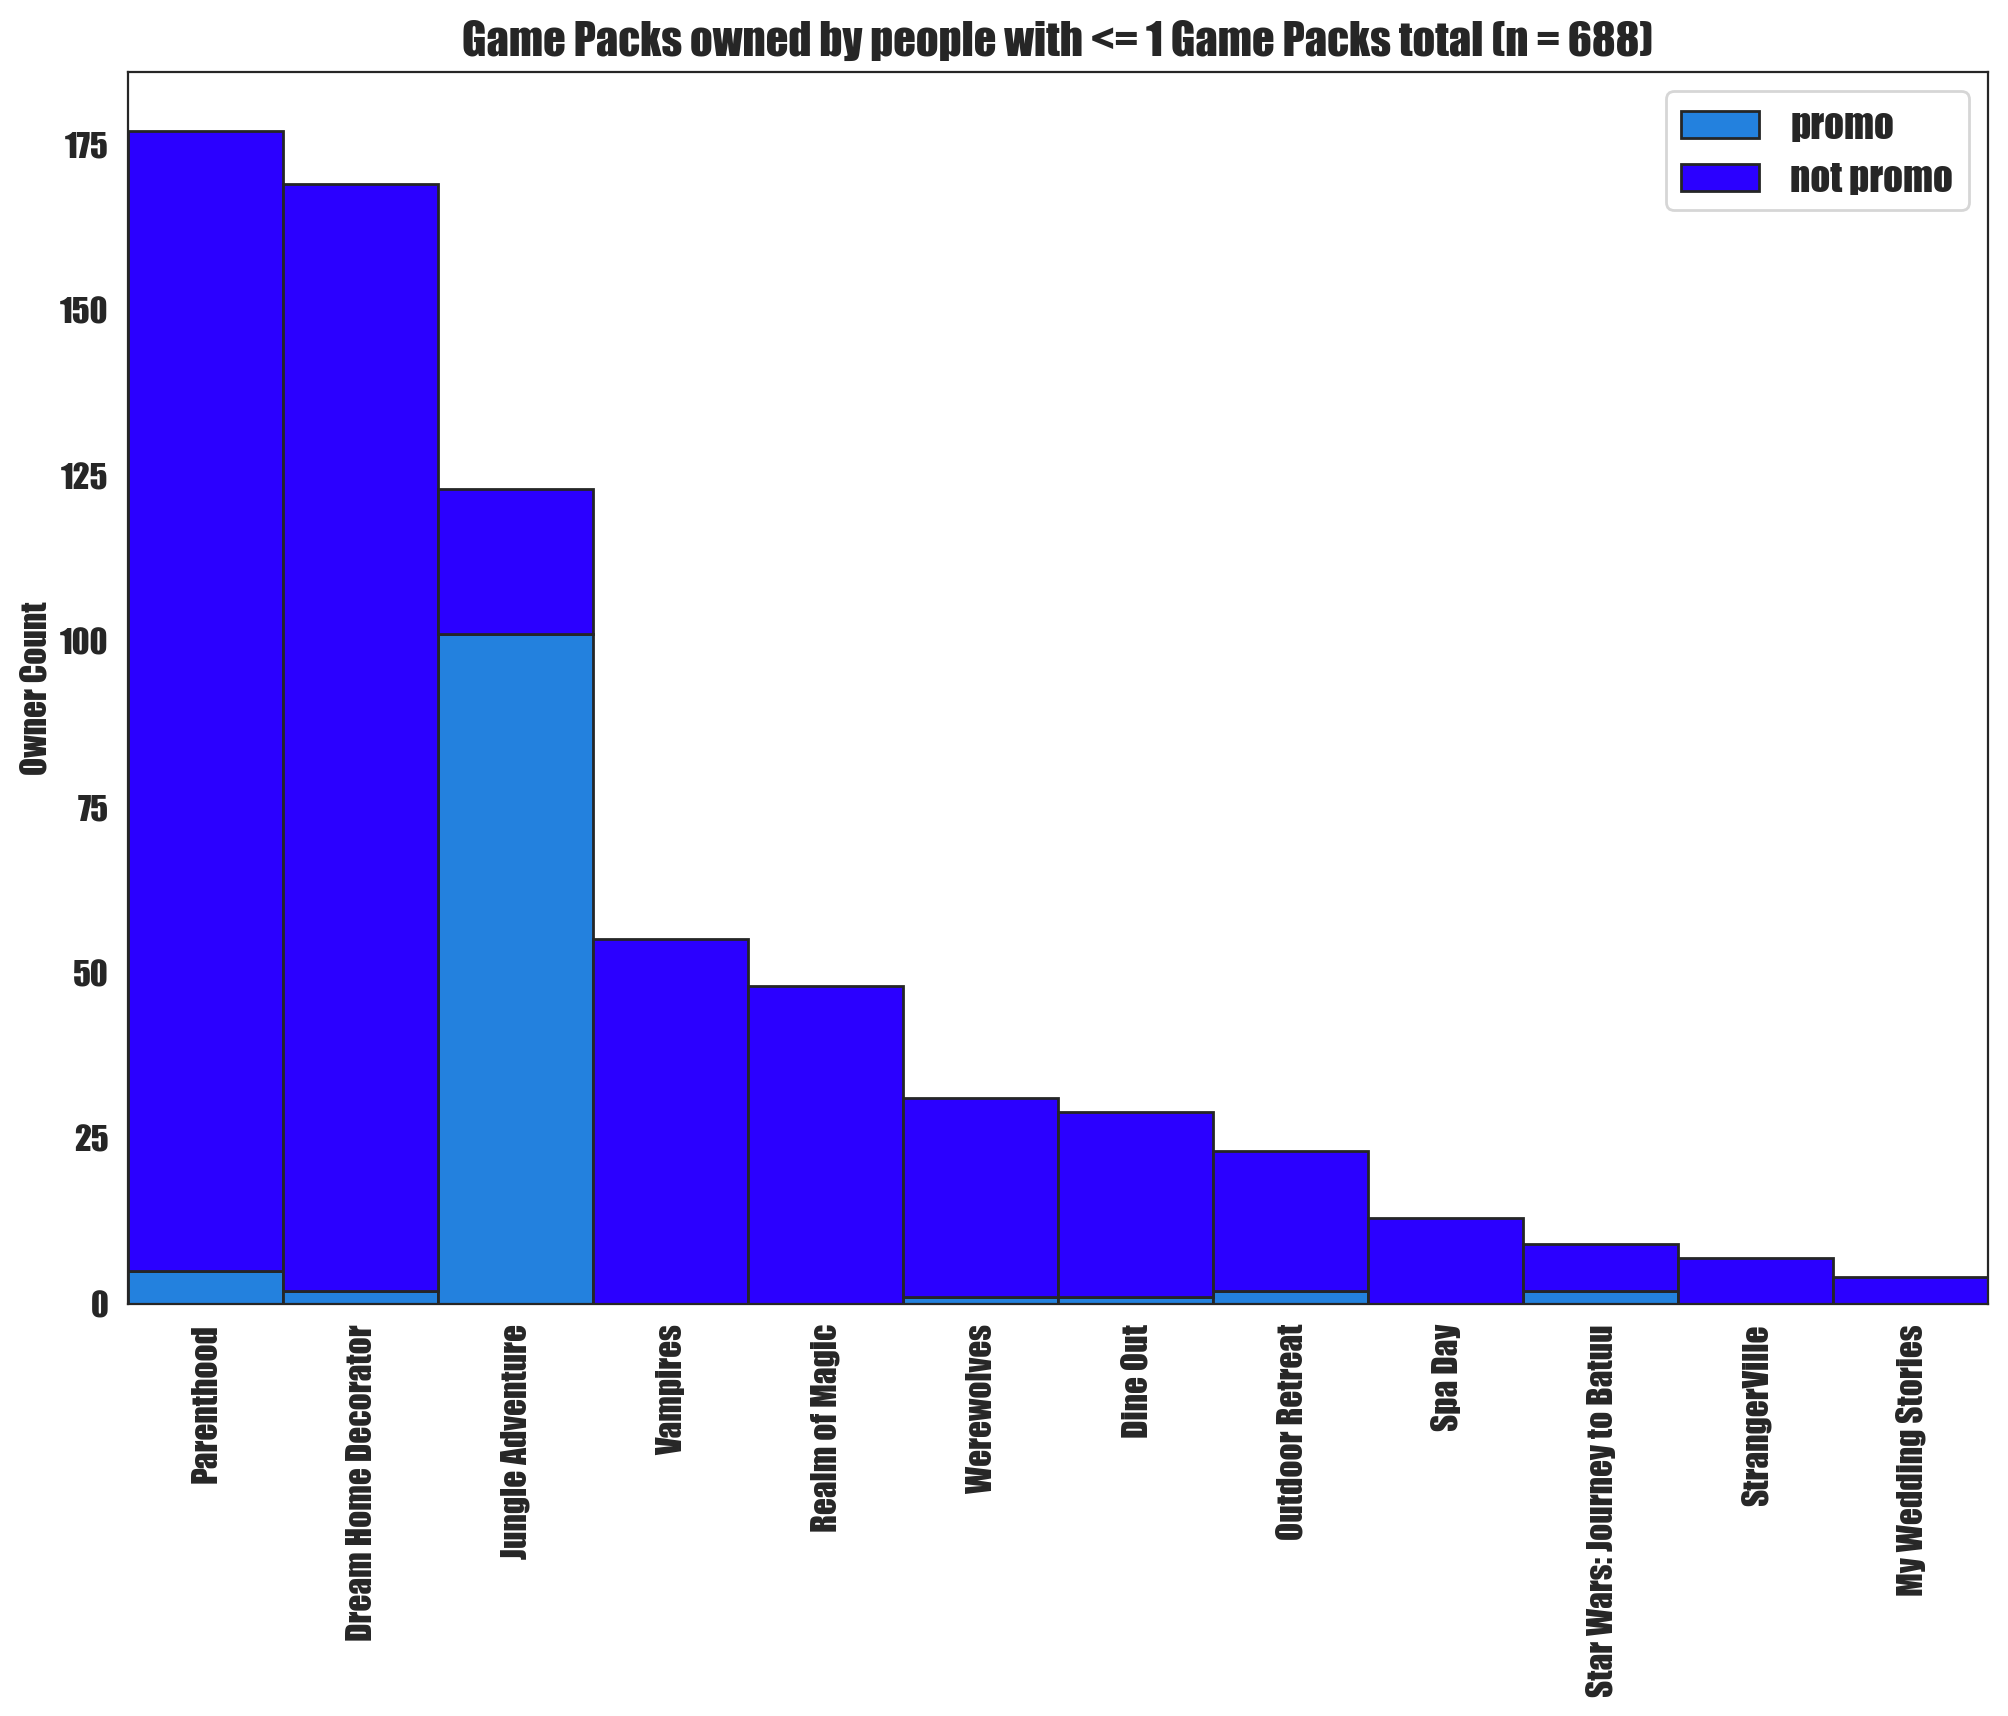 Game Packs owned by people with <= 1 Game Packs total (n = 688)
promo
not promo
Owner Count
175
150
125
100
75
50
25
0
Parenthood
Dream Home Decorator
Jungle Adventure
Vampires
Realm of Magic
Werewolves
Dine Out
Outdoor Retreat
Spa Day
Star Wars: Journey to Batuu
StrangerVille
My Wedding Stories